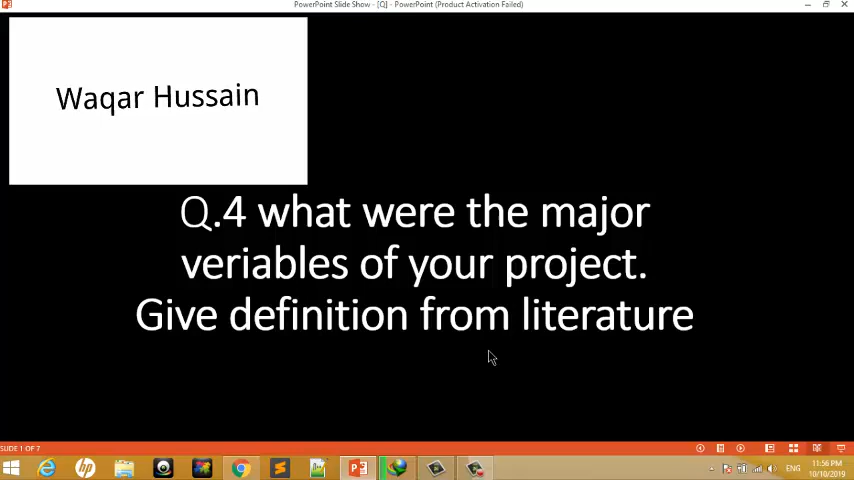 PowerPoint Slide Show - [Q] - PowerPoint (Product Activation Failed)
Waqar Hussain
Q.4 what were the major
veriables of your project.
Give definition from literature
SLIDE 1 OF 7
ENG
11:56 PM
10/10/2019